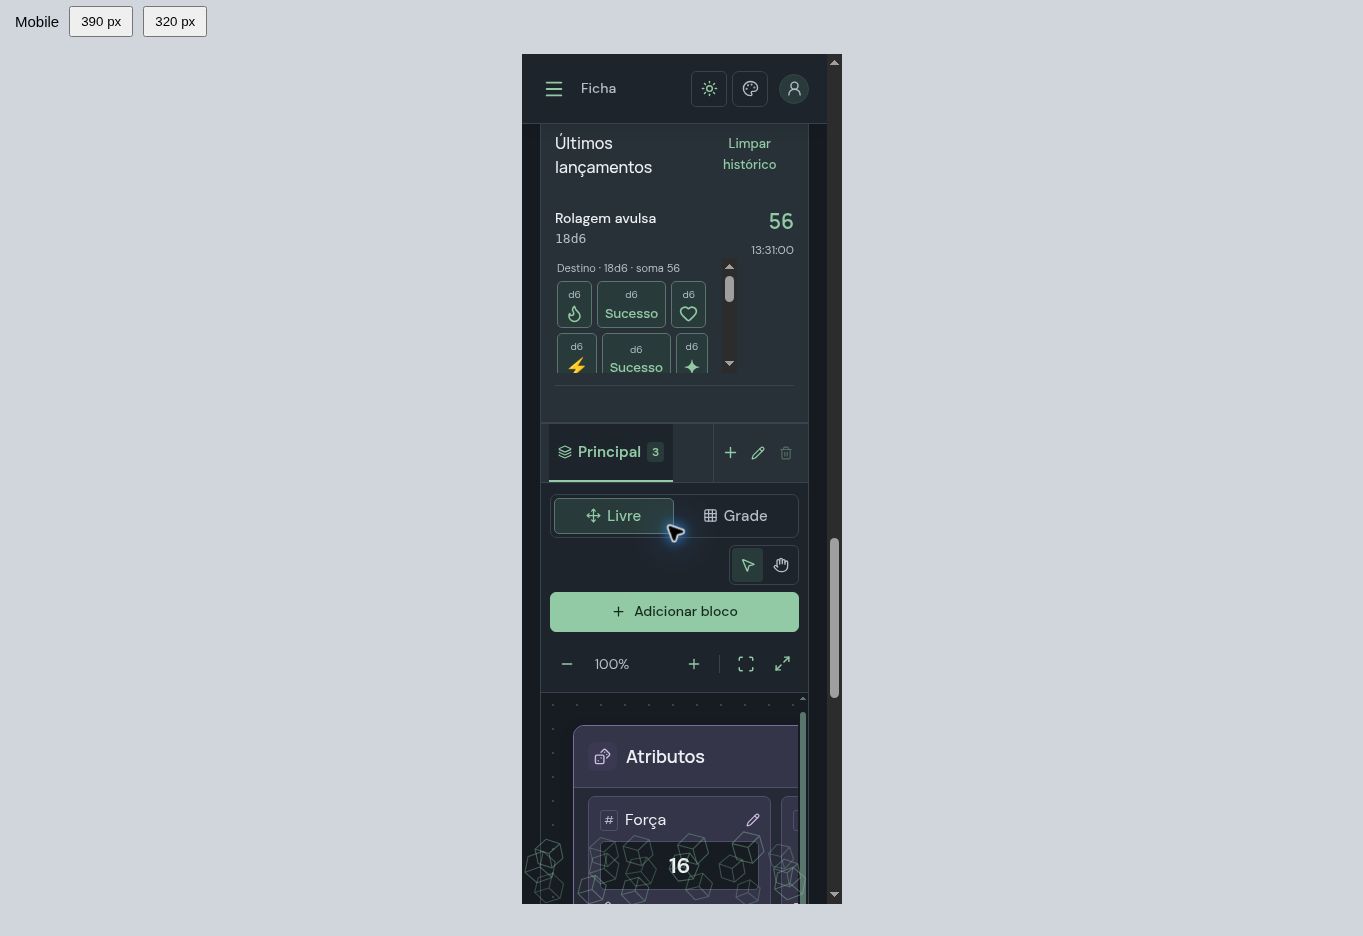 Mobile 390 px 320 px
Ficha
Últimos
lançamentos
Limpar
histórico
Rolagem avulsa 56
18d6
13:31:00
Destino · 18d6 · soma 56
d6 d6 d6
Sucesso
d6 d6 d6
Sucesso
Principal 3
Livre Grade
Adicionar bloco
100%
Atributos
# Força
16